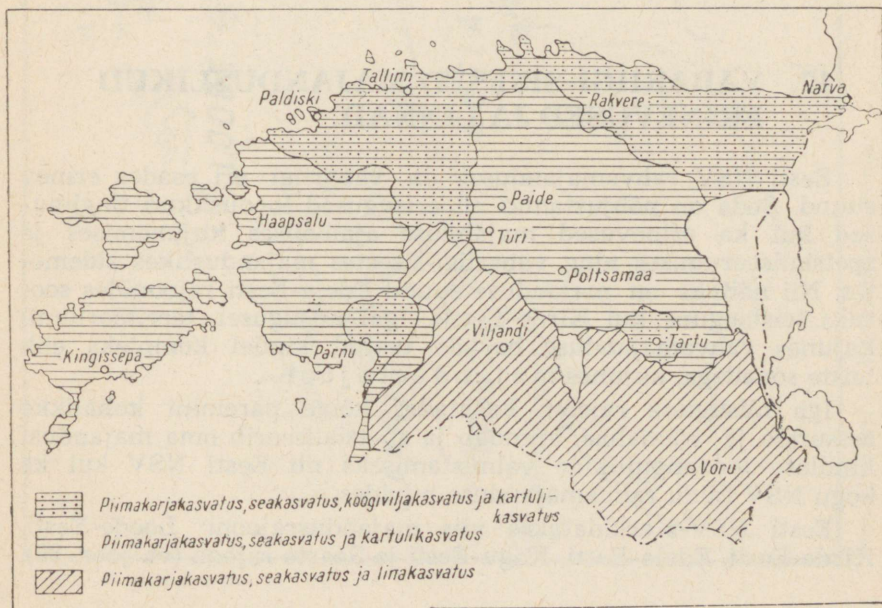 Tallinn
Paldiski
Rakvere
Narva
Haapsalu
Paide
Türi
Põltsamaa
Kingissepa
Pärnu
Viljandi
Tartu
Võru
Piimakarjakasvatus, seakasvatus, köögiviljakasvatus ja kartuli
kasvatus
Piimakarjakasvatus, seakasvatus ja kartulikasvatus
Piimakarjakasvatus, seakasvatus ja linakasvatus